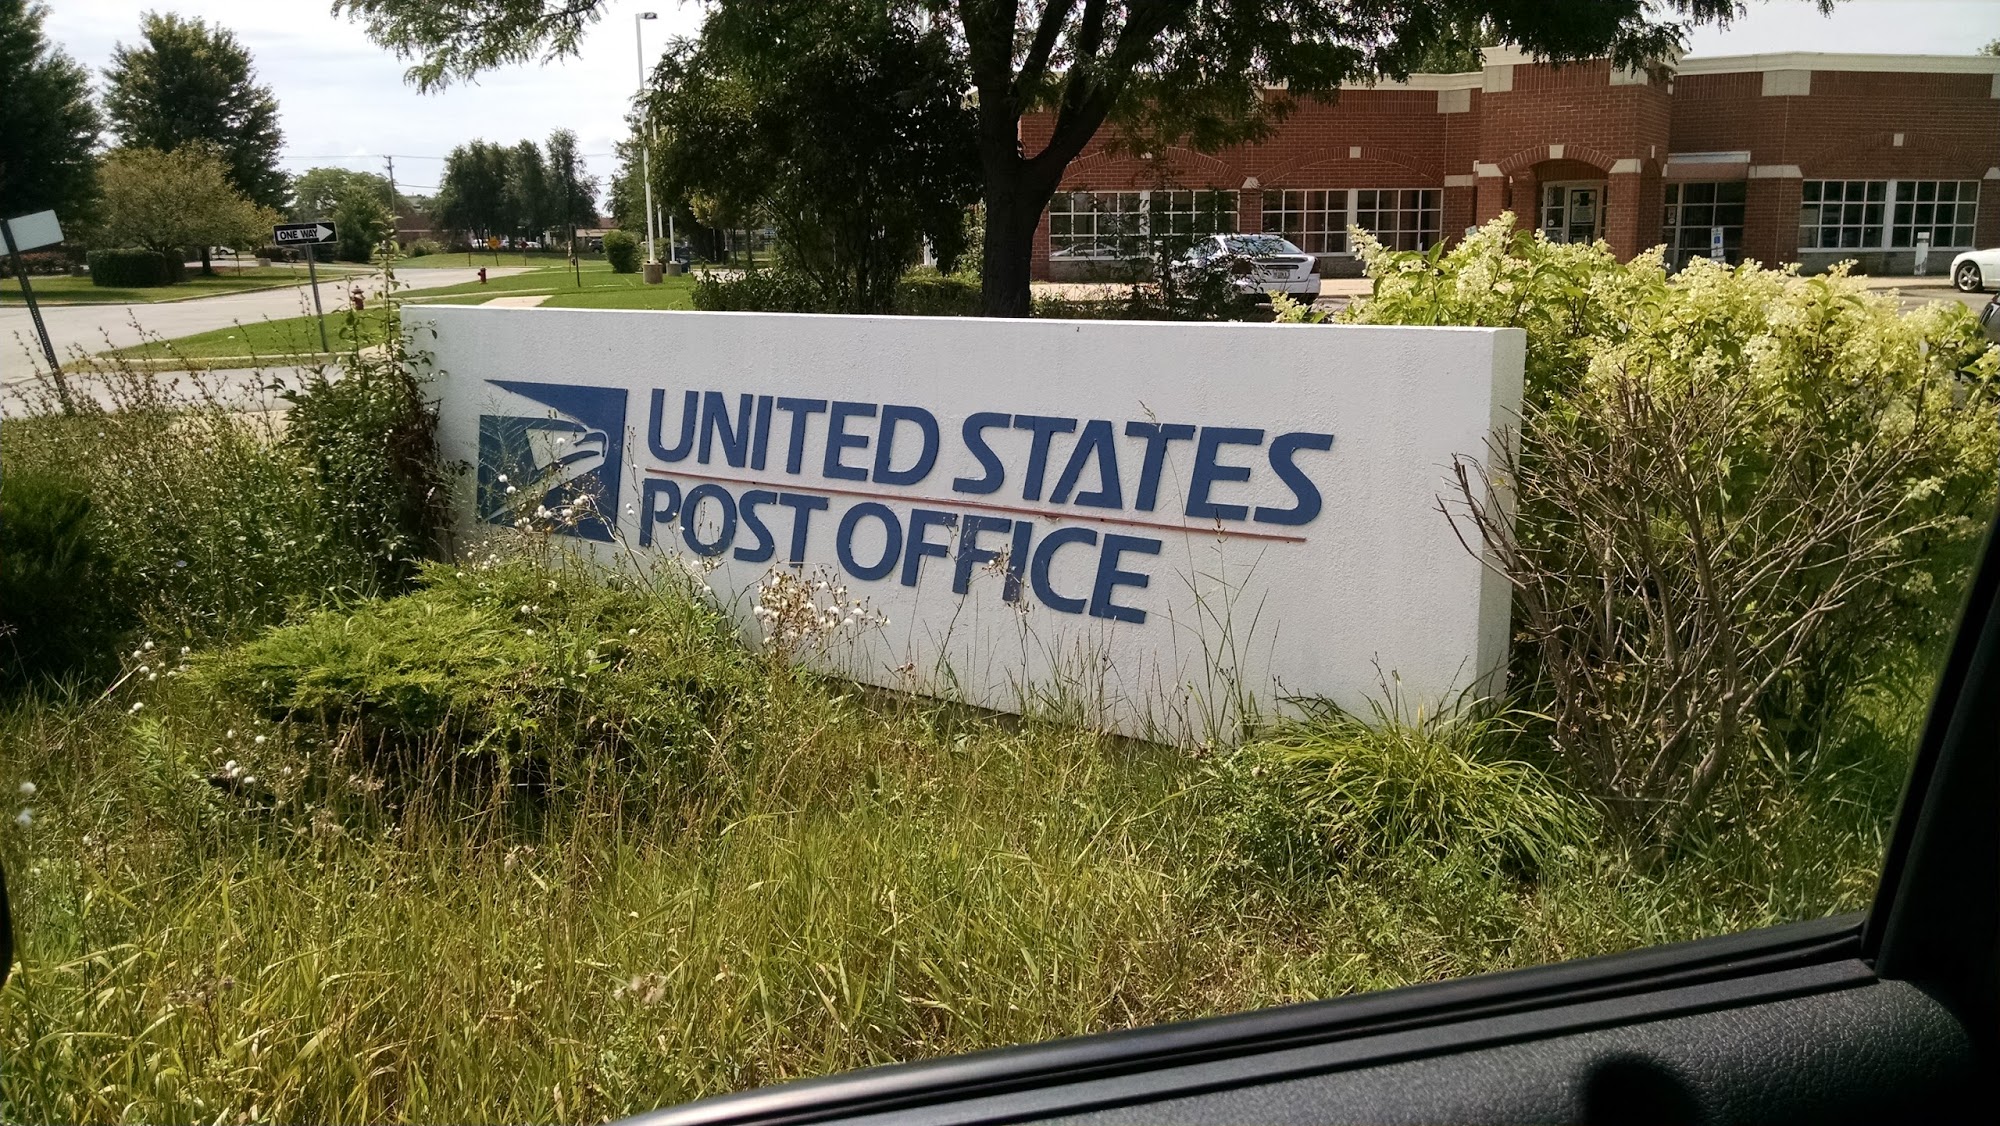 ONE WAY
UNITED STATES
POST OFFICE